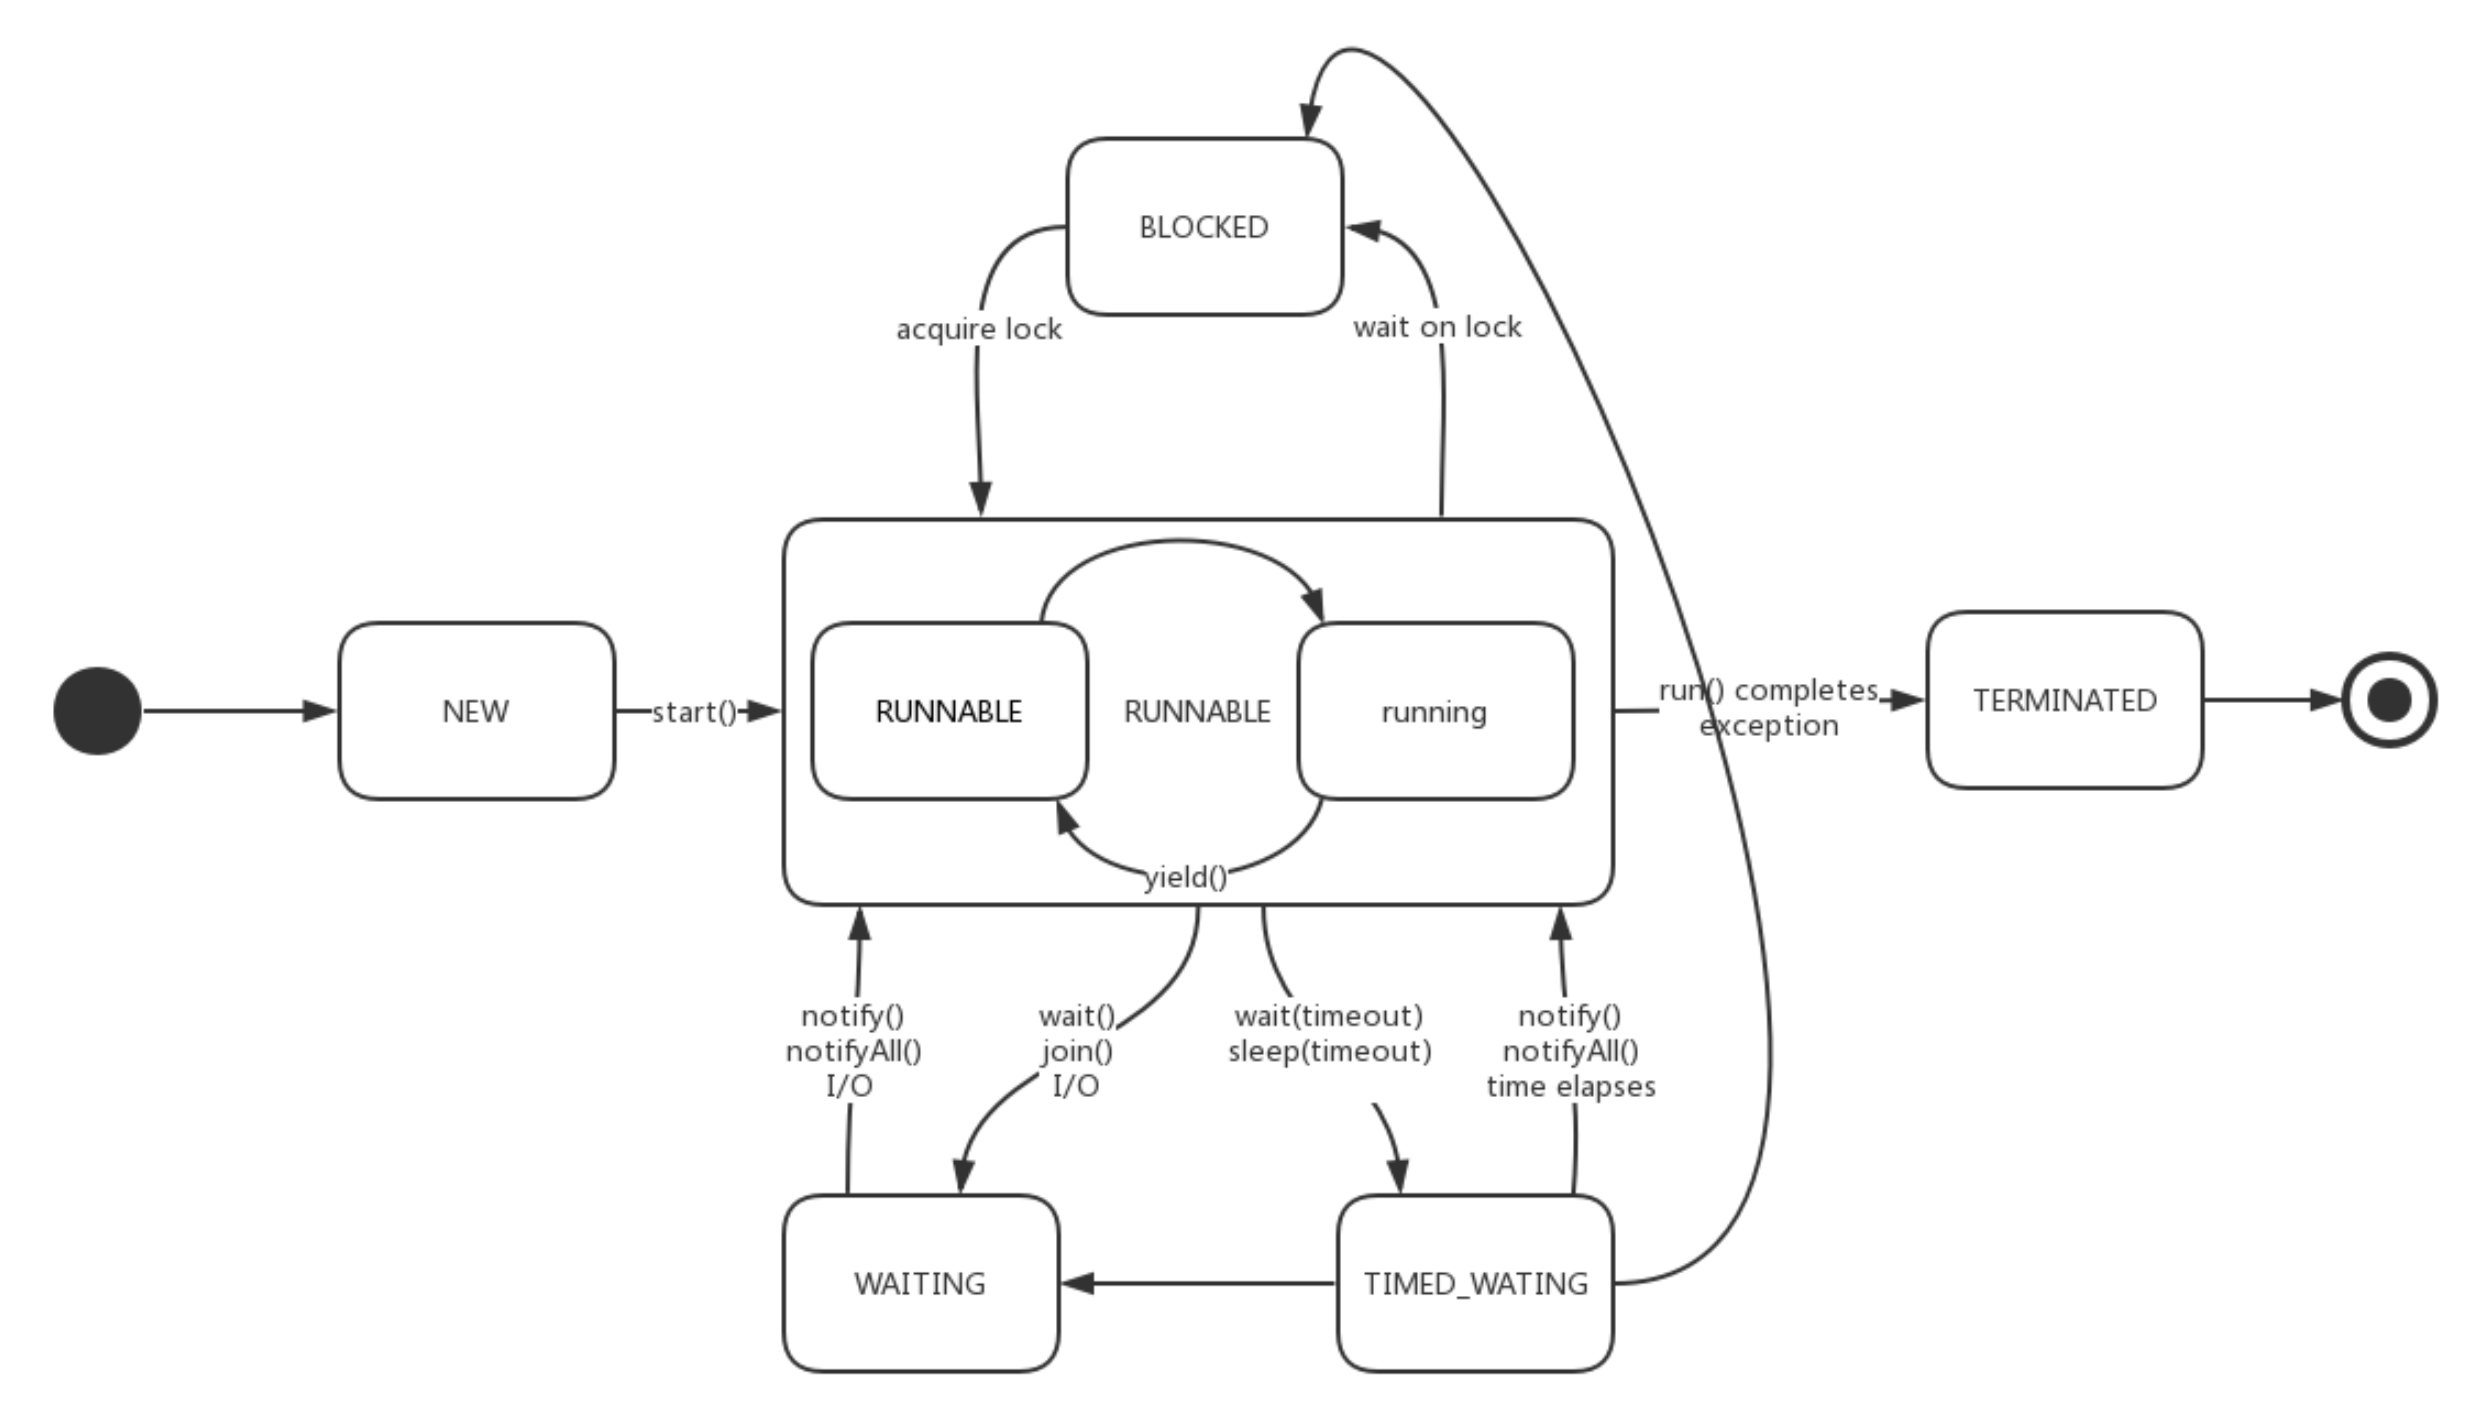 BLOCKED
acquire lock
wait on lock
NEW
start()
RUNNABLE
RUNNABLE
running
yield()
run() completes
exception
TERMINATED
notify()
notifyAll()
I/O
wait()
join()
I/O
wait(timeout)
sleep(timeout)
notify()
notifyAll()
time elapses
WAITING
TIMED_WATING